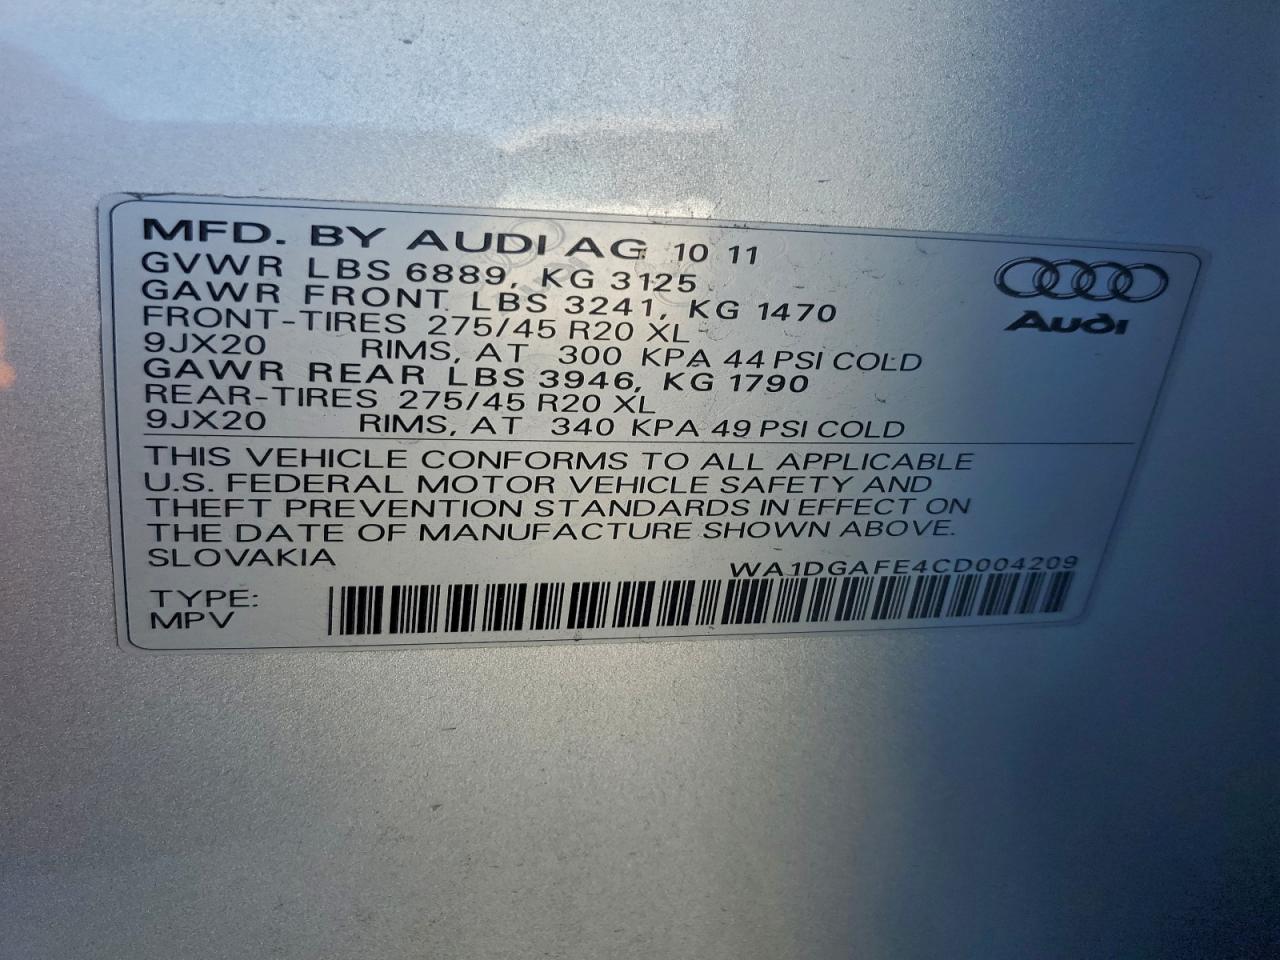 MFD. BY AUDI AG 10 11
GVWR LBS 6889, KG 3125
GAWR FRONT LBS 3241, KG 1470
FRONT-TIRES 275/45 R20 XL
9JX20 RIMS, AT 300 KPA 44 PSI COLD
GAWR REAR LBS 3946, KG 1790
REAR-TIRES 275/45 R20 XL
9JX20 RIMS, AT 340 KPA 49 PSI COLD
Audi
THIS VEHICLE CONFORMS TO ALL APPLICABLE
U.S. FEDERAL MOTOR VEHICLE SAFETY AND
THEFT PREVENTION STANDARDS IN EFFECT ON
THE DATE OF MANUFACTURE SHOWN ABOVE.
SLOVAKIA
WA1DGAFE4CD004209
TYPE:
MPV